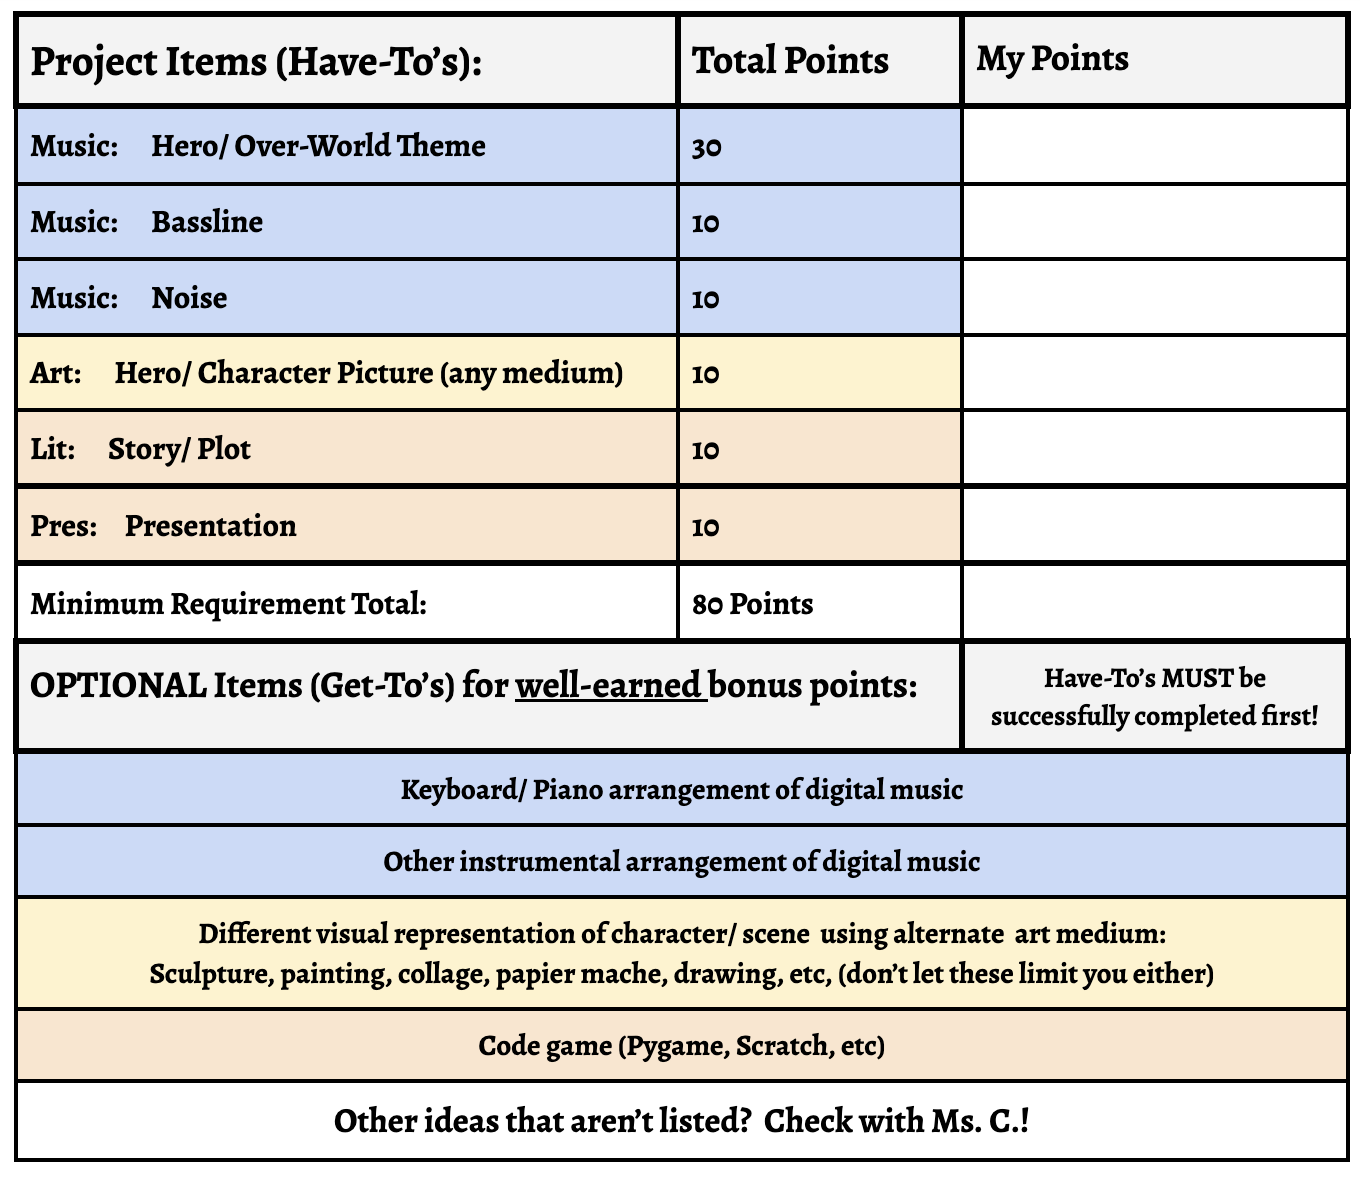 Project Items (Have-To’s):
Total Points
My Points
Music: Hero/ Over-World Theme
30
Music: Bassline
10
Music: Noise
10
Art: Hero/ Character Picture (any medium)
10
Lit: Story/ Plot
10
Pres: Presentation
10
Minimum Requirement Total:
80 Points
OPTIONAL Items (Get-To’s) for well-earned bonus points:
Have-To’s MUST be
successfully completed first!
Keyboard/ Piano arrangement of digital music
Other instrumental arrangement of digital music
Different visual representation of character/ scene using alternate art medium:
Sculpture, painting, collage, papier mache, drawing, etc, (don’t let these limit you either)
Code game (Pygame, Scratch, etc)
Other ideas that aren’t listed? Check with Ms. C.!